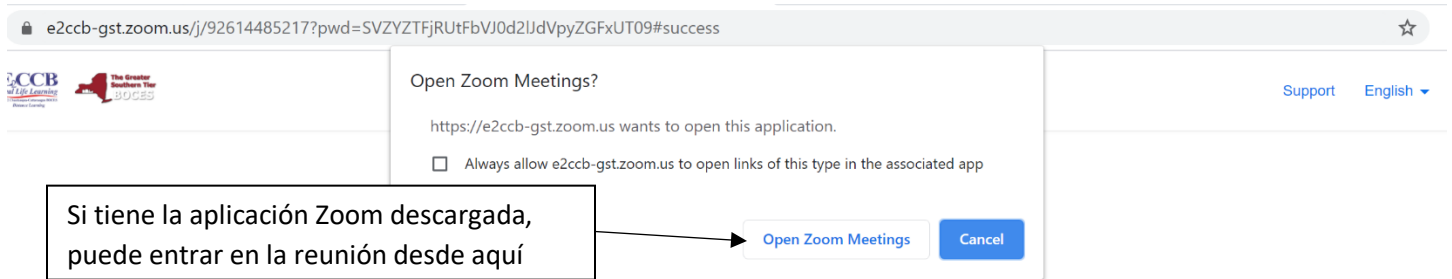 e2ccb-gst.zoom.us/j/92614485217?pwd=SVZYZTFjRUtFbVJ0d2lJdVpyZGFxUT09#success
E2CCB
The Greater
Southern Tier
BOCES
Open Zoom Meetings?
Support English
https://e2ccb-gst.zoom.us wants to open this application.
Always allow e2ccb-gst.zoom.us to open links of this type in the associated app
Si tiene la aplicación Zoom descargada,
puede entrar en la reunión desde aquí
Open Zoom Meetings Cancel